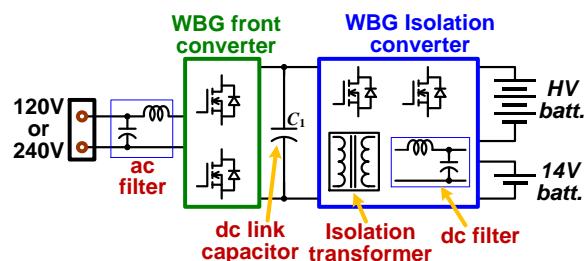 WBG front
converter
WBG Isolation
converter
120V
or
240V
ac
filter
C1
HV
batt.
14V
batt.
dc link
capacitor
Isolation
transformer
dc filter